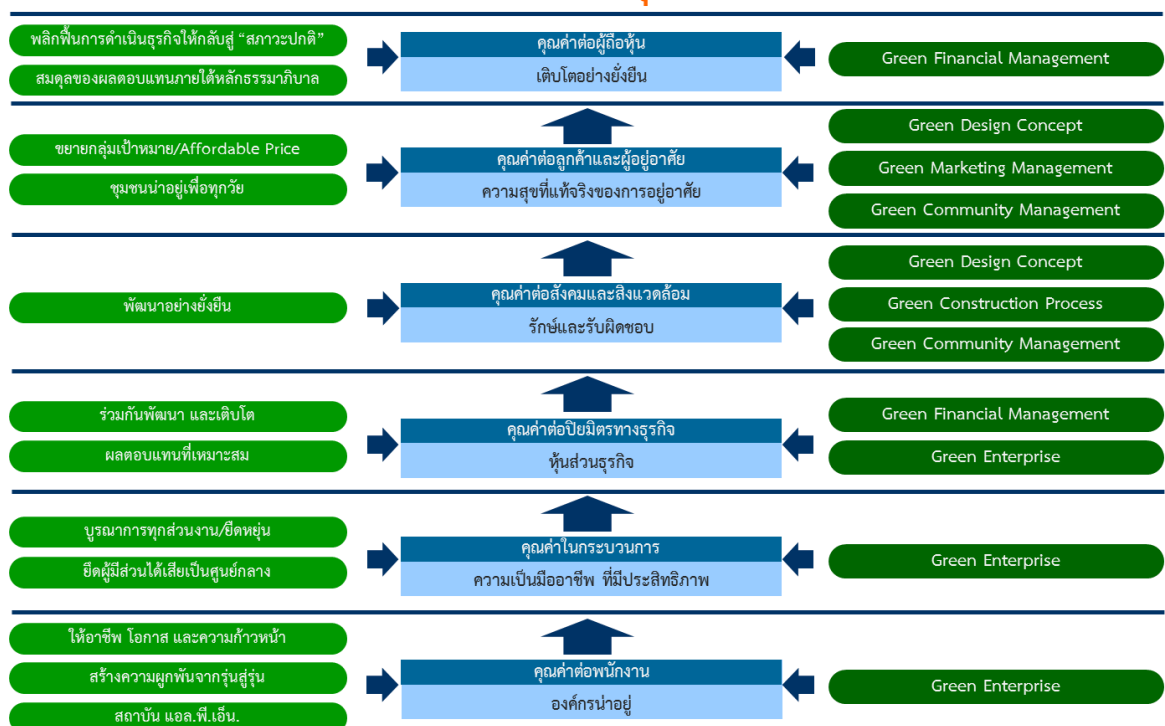 พลิกฟื้นการดำเนินธุรกิจให้กลับสู่ “สภาวะปกติ”
สมดุลของผลตอบแทนภายใต้หลักธรรมาภิบาล
คุณค่าต่อผู้ถือหุ้น
เติบโตอย่างยั่งยืน
Green Financial Management
ขยายกลุ่มเป้าหมาย/Affordable Price
ชุมชนน่าอยู่เพื่อทุกวัย
คุณค่าต่อลูกค้าและผู้อยู่อาศัย
ความสุขที่แท้จริงของการอยู่อาศัย
Green Design Concept
Green Marketing Management
Green Community Management
พัฒนาอย่างยั่งยืน
คุณค่าต่อสังคมและสิ่งแวดล้อม
รักษ์และรับผิดชอบ
Green Design Concept
Green Construction Process
Green Community Management
ร่วมกันพัฒนา และเติบโต
ผลตอบแทนที่เหมาะสม
คุณค่าต่อปิยมิตรทางธุรกิจ
หุ้นส่วนธุรกิจ
Green Financial Management
Green Enterprise
บูรณาการทุกส่วนงาน/ยืดหยุ่น
ยึดผู้มีส่วนได้เสียเป็นศูนย์กลาง
คุณค่าในกระบวนการ
ความเป็นมืออาชีพ ที่มีประสิทธิภาพ
Green Enterprise
ให้อาชีพ โอกาส และความก้าวหน้า
สร้างความผูกพันจากรุ่นสู่รุ่น
สถาบัน แอล.พี.เอ็น.
คุณค่าต่อพนักงาน
องค์กรน่าอยู่
Green Enterprise